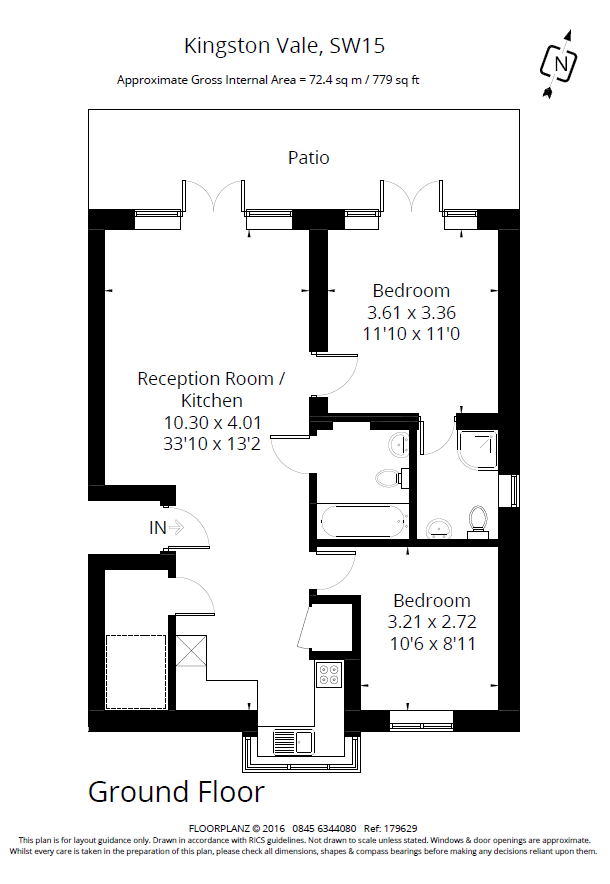 Kingston Vale, SW15
N
Approximate Gross Internal Area = 72.4 sq m / 779 sq ft
Patio
Bedroom
3.61 x 3.36
11'10 x 11'0
Reception Room /
Kitchen
10.30 x 4.01
33'10 x 13'2
IN
Bedroom
3.21 x 2.72
10'6 x 8'11
Ground Floor
FLOORPLANZ © 2016 0845 6344080 Ref: 179629
This plan is for layout guidance only. Drawn in accordance with RICS guidelines. Not drawn to scale unless stated. Windows & door openings are approximate.
Whilst every care is taken in the preparation of this plan, please check all dimensions, shapes & compass bearings before making any decisions reliant upon them.